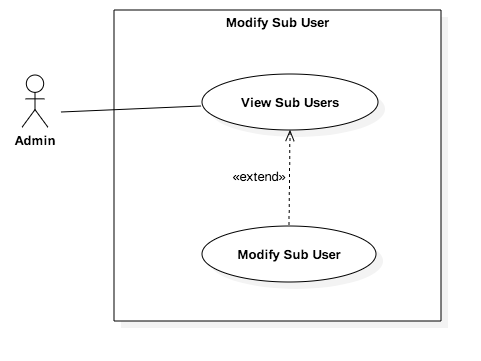 Modify Sub User
View Sub Users
Admin
«extend»
Modify Sub User